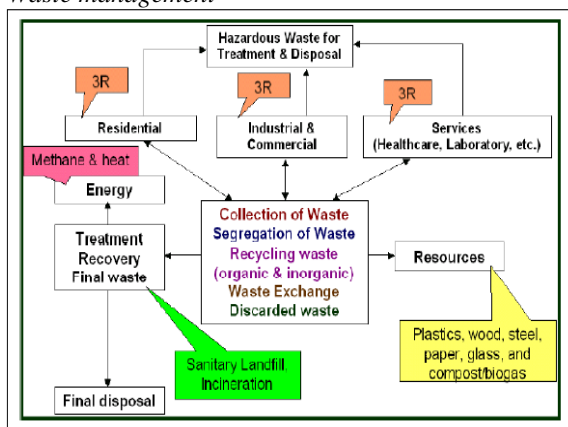 Waste management
Hazardous Waste for
Treatment & Disposal
3R
3R
3R
Residential
Industrial &
Commercial
Services
(Healthcare, Laboratory, etc.)
Methane & heat
Energy
Collection of Waste
Segregation of Waste
Recycling waste
(organic & inorganic)
Waste Exchange
Discarded waste
Treatment
Recovery
Final waste
Resources
Sanitary Landfill,
Incineration
Plastics, wood, steel,
paper, glass, and
compost/biogas
Final disposal